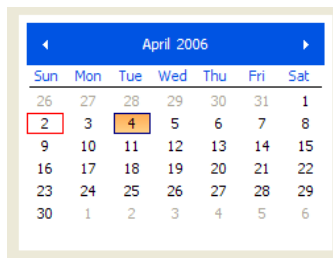 April 2006
Sun Mon Tue Wed Thu Fri Sat
26 27 28 29 30 31 1
2 3 4 5 6 7 8
9 10 11 12 13 14 15
16 17 18 19 20 21 22
23 24 25 26 27 28 29
30 1 2 3 4 5 6